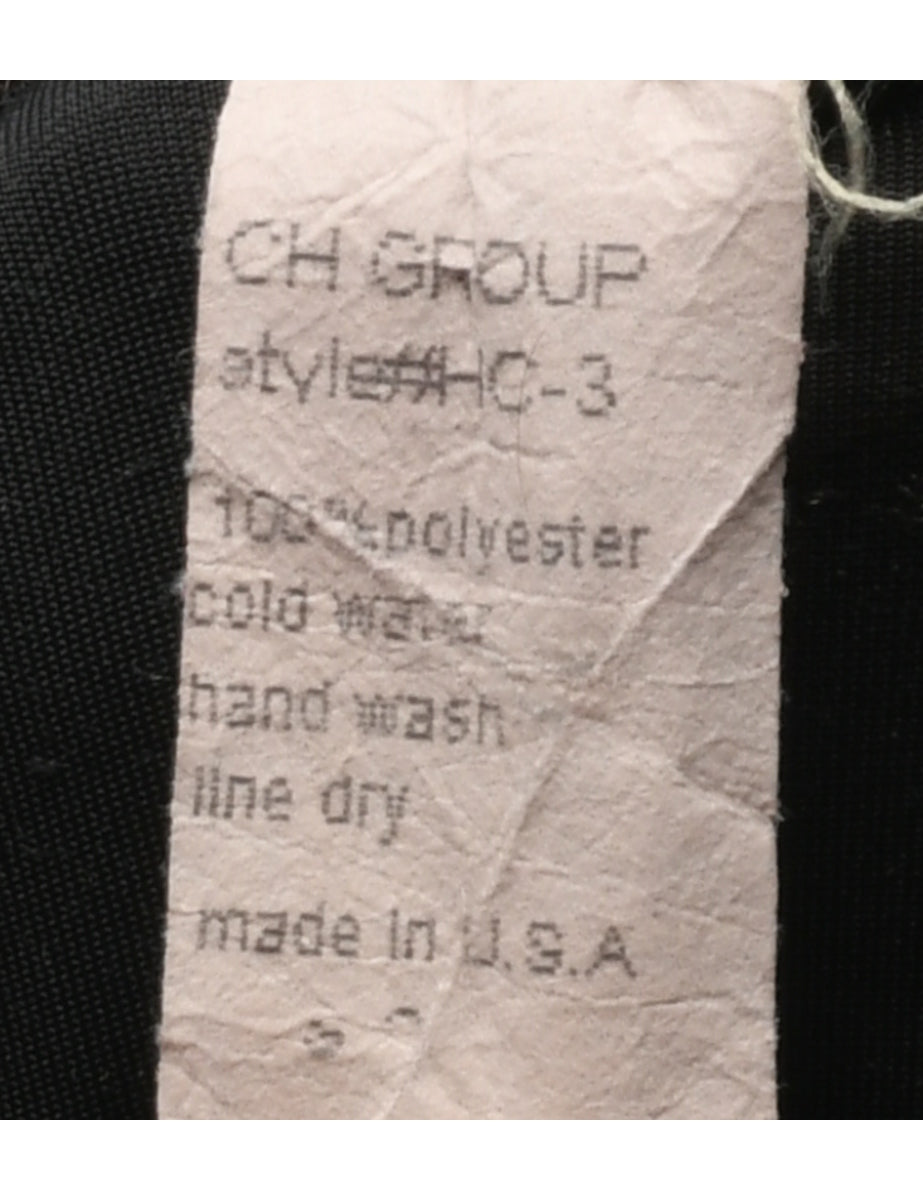 CH GROUP
style#HC-3
100%polyester
cold
hand wash
line dry
made in U.S.A